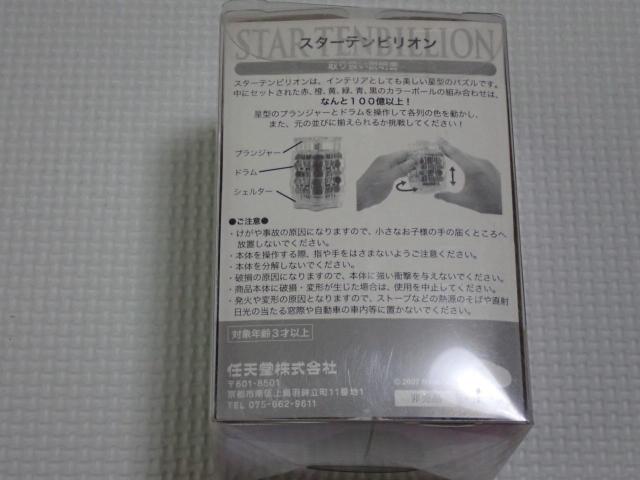 STAR TENBILLION
スターテンビリオン
取り扱い説明書
スターテンビリオンは、インテリアとしても美しい星型のパズルです。
中にセットされた赤、橙、黄、緑、青、黒のカラーボールの組み合わせは、
なんと100億以上！
星型のプランジャーとドラムを操作して各列の色を動かし、
また、元の並びに揃えられるか挑戦してください！
プランジャー
ドラム
シェルター
●ご注意●
・けがや事故の原因になりますので、小さなお子様の手の届くところへ
放置しないでください。
・本体を操作する際、指や手をはさまないようご注意ください。
・本体を分解しないでください。
・破損の原因になりますので、本体に強い衝撃を与えないでください。
・商品本体に破損・変形が生じた場合は、使用を中止してください。
・発火や変形の原因となりますので、ストーブなどの熱源のそばや直射
日光の当たる窓際や自動車の車内等に置かないでください。
対象年齢3才以上
任天堂株式会社
〒601-8501
京都市南区上鳥羽鉾立町11番地1
TEL 075-662-9611
© 2007
非売品